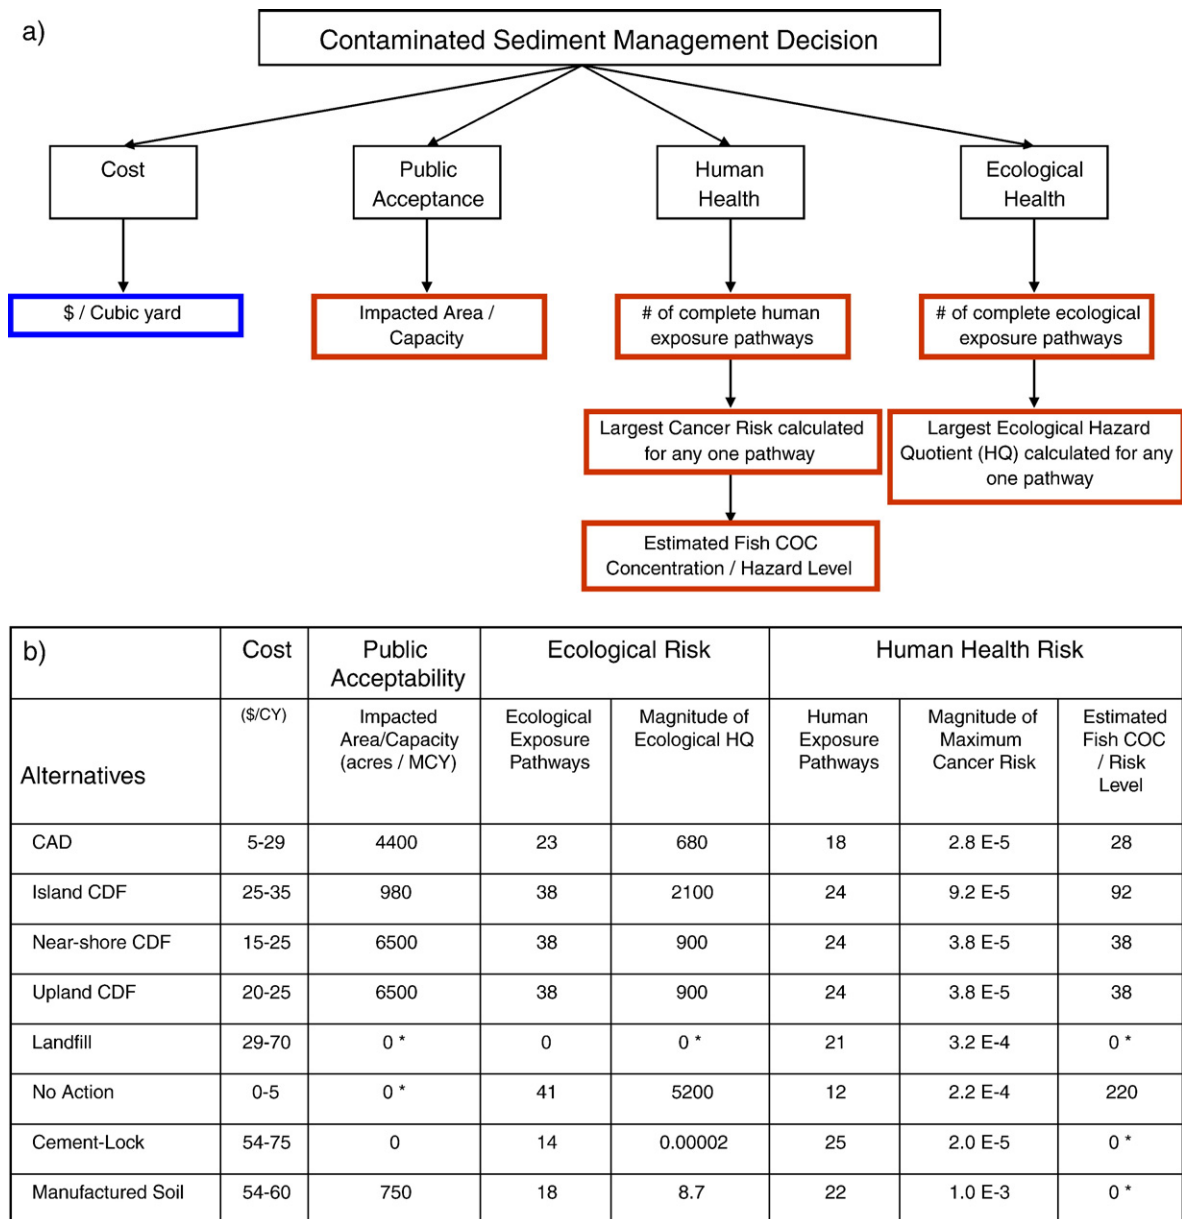 a)
Contaminated Sediment Management Decision
Cost
Public
Acceptance
Human
Health
Ecological
Health
$ / Cubic yard
Impacted Area /
Capacity
# of complete human
exposure pathways
# of complete ecological
exposure pathways
Largest Cancer Risk calculated
for any one pathway
Largest Ecological Hazard
Quotient (HQ) calculated for any
one pathway
Estimated Fish COC
Concentration / Hazard Level
b) Cost Public Ecological Risk Human Health Risk
Acceptability
Alternatives ($/CY) Impacted Ecological Magnitude of Human Magnitude of Estimated
Area/Capacity Exposure Ecological HQ Exposure Maximum Fish COC
(acres / MCY) Pathways Pathways Cancer Risk / Risk
Level
CAD 5-29 4400 23 680 18 2.8 E-5 28
Island CDF 25-35 980 38 2100 24 9.2 E-5 92
Near-shore CDF 15-25 6500 38 900 24 3.8 E-5 38
Upland CDF 20-25 6500 38 900 24 3.8 E-5 38
Landfill 29-70 0 * 0 0 * 21 3.2 E-4 0 *
No Action 0-5 0 * 41 5200 12 2.2 E-4 220
Cement-Lock 54-75 0 14 0.00002 25 2.0 E-5 0 *
Manufactured Soil 54-60 750 18 8.7 22 1.0 E-3 0 *